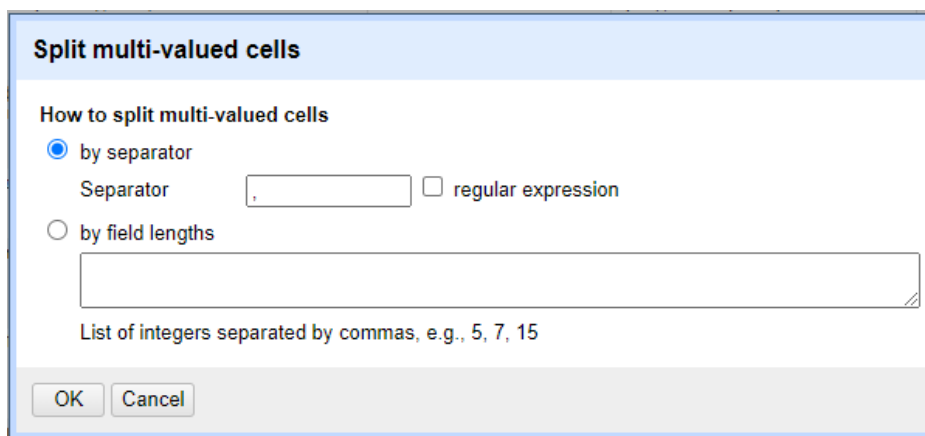 Split multi-valued cells
How to split multi-valued cells
by separator
Separator , regular expression
by field lengths
List of integers separated by commas, e.g., 5, 7, 15
OK Cancel